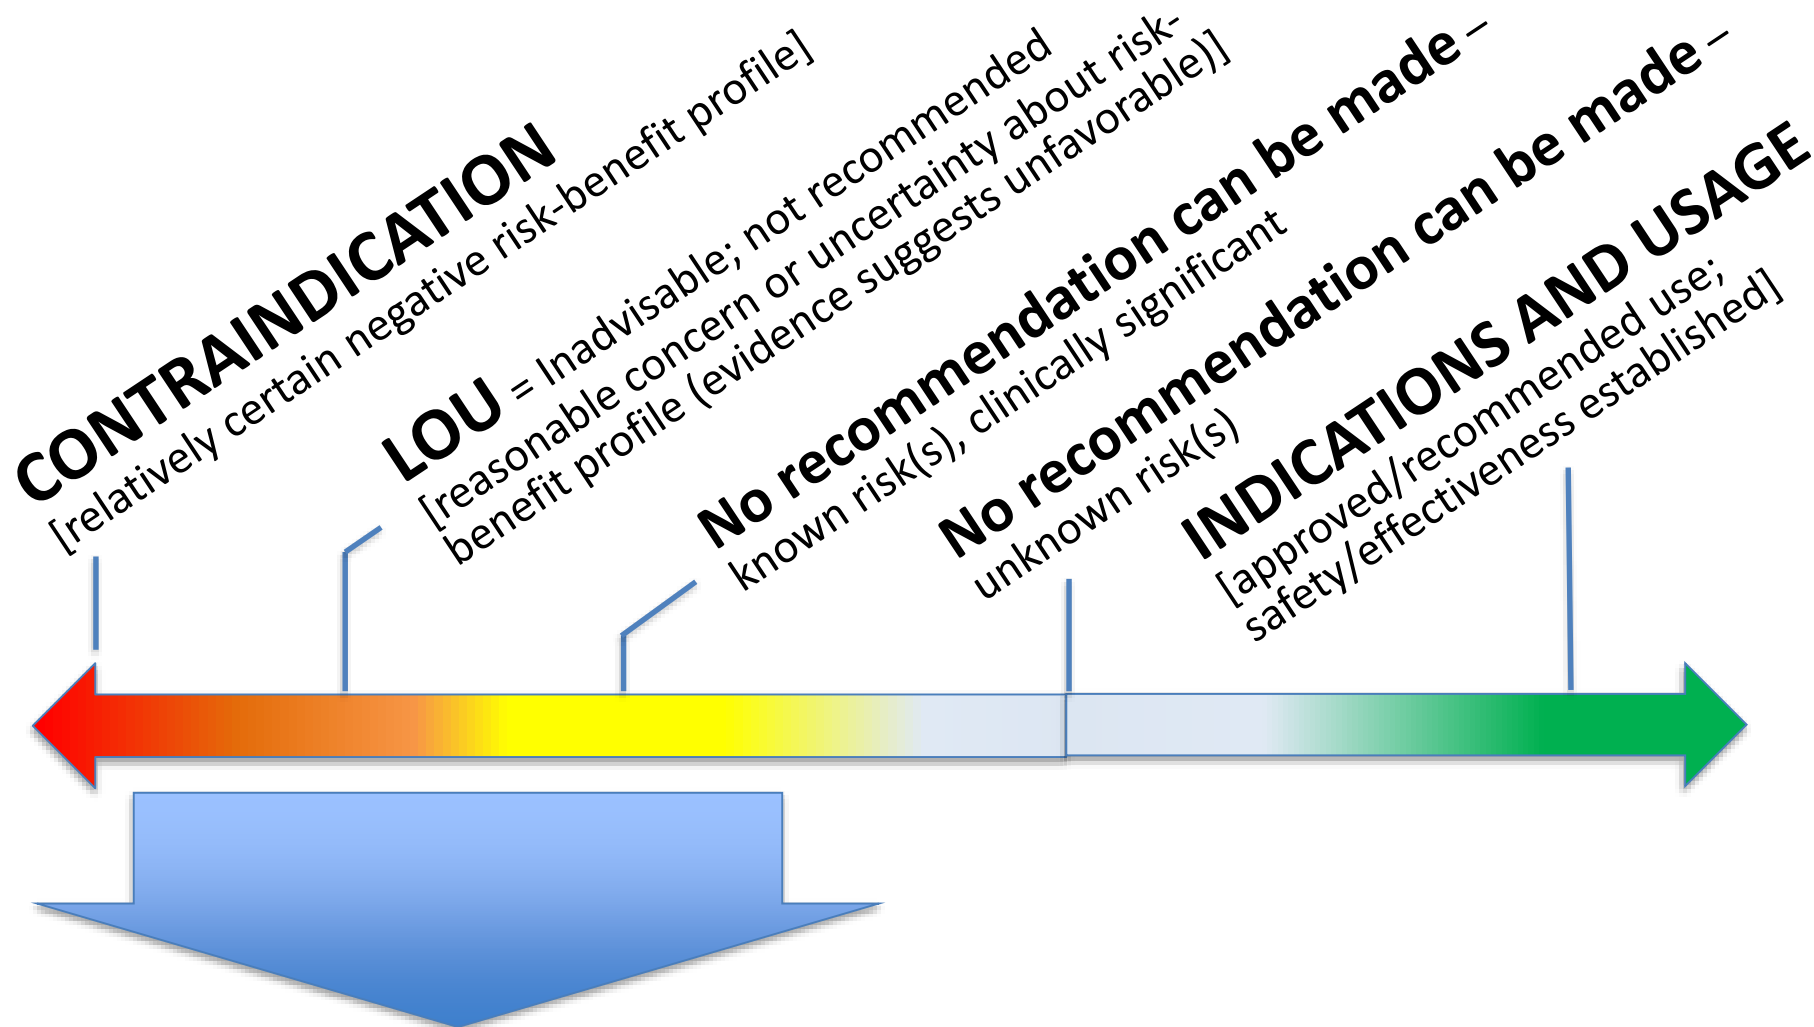 CONTRAINDICATION
[relatively certain negative risk-benefit profile]
LOU = Inadvisable; not recommended
[reasonable concern or uncertainty about risk-
benefit profile (evidence suggests unfavorable)]
No recommendation can be made –
known risk(s), clinically significant
No recommendation can be made –
unknown risk(s)
INDICATIONS AND USAGE
[approved/recommended use;
safety/effectiveness established]